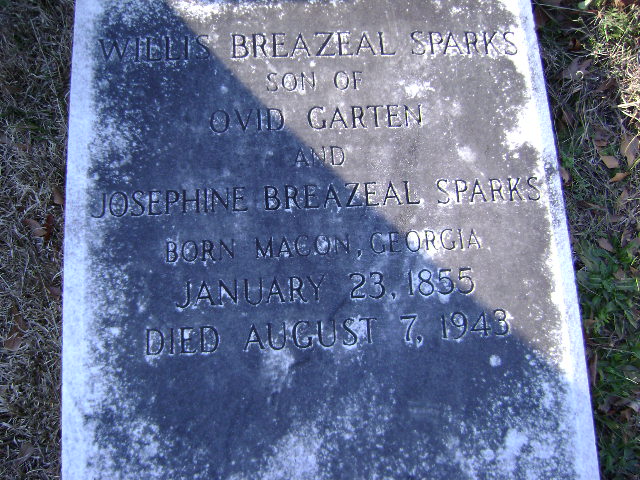 WILLIS BREAZEAL SPARKS
SON OF
OVID GARTEN
AND
JOSEPHINE BREAZEAL SPARKS
BORN MACON, GEORGIA
JANUARY 23, 1855
DIED AUGUST 7, 1943